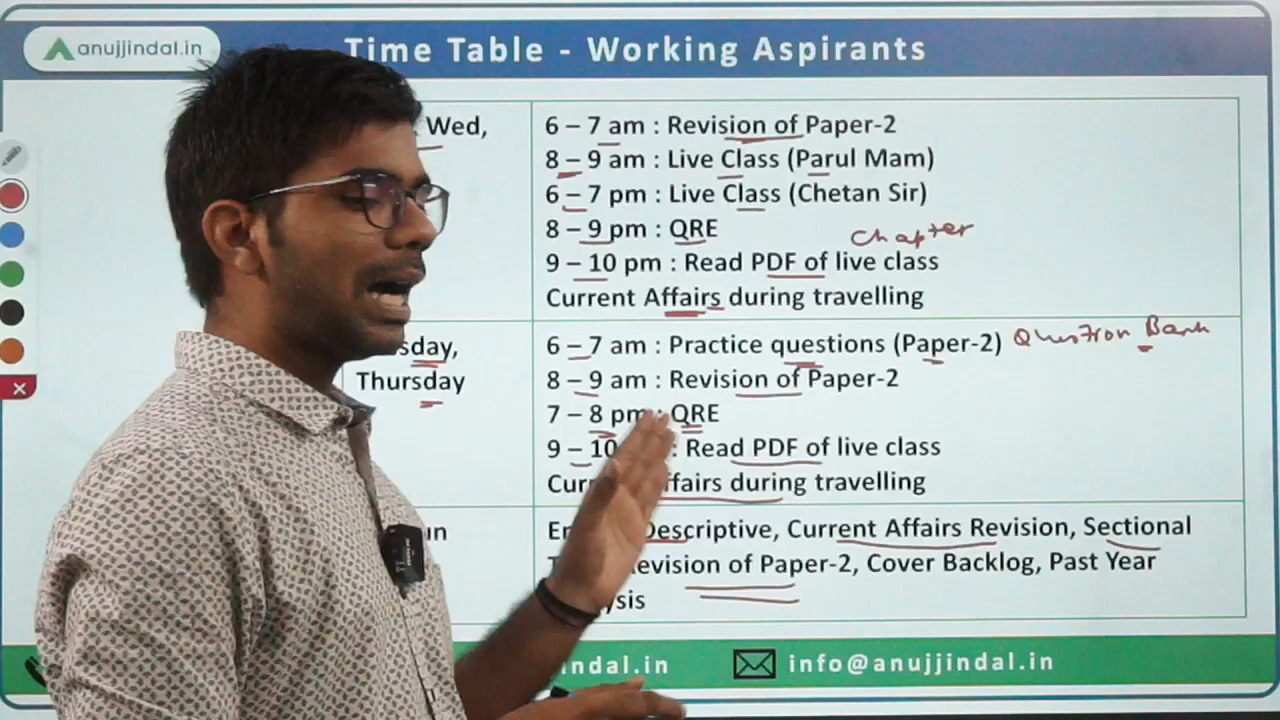 anujjindal.in
Time Table - Working Aspirants
Wed,
6 – 7 am : Revision of Paper-2
8 – 9 am : Live Class (Parul Mam)
6 – 7 pm : Live Class (Chetan Sir)
8 – 9 pm : QRE
Chapter
9 – 10 pm : Read PDF of live class
Current Affairs during travelling
sday,
Thursday
6 – 7 am : Practice questions (Paper-2) Question Bank
8 – 9 am : Revision of Paper-2
7 – 8 pm : QRE
9 – 10 : Read PDF of live class
Cur ffairs during travelling
un
En Descriptive, Current Affairs Revision, Sectional
T evision of Paper-2, Cover Backlog, Past Year
ysis
indal.in
info@anujjindal.in